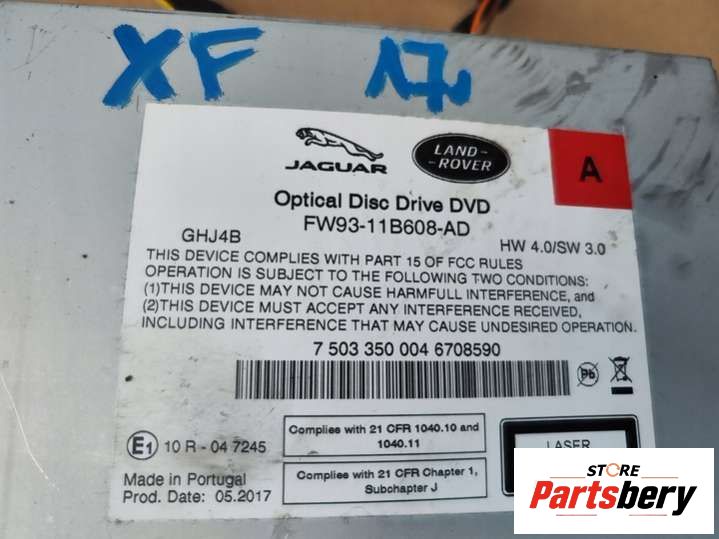 XF 17
JAGUAR
LAND-
-ROVER
A
Optical Disc Drive DVD
FW93-11B608-AD
GHJ4B
HW 4.0/SW 3.0
THIS DEVICE COMPLIES WITH PART 15 OF FCC RULES
OPERATION IS SUBJECT TO THE FOLLOWING TWO CONDITIONS:
(1)THIS DEVICE MAY NOT CAUSE HARMFULL INTERFERENCE, and
(2)THIS DEVICE MUST ACCEPT ANY INTERFERENCE RECEIVED,
INCLUDING INTERFERENCE THAT MAY CAUSE UNDESIRED OPERATION.
7 503 350 004 6708590
Pb
E1 10 R - 04 7245
Complies with 21 CFR 1040.10 and
1040.11
LASER
Made in Portugal
Prod. Date: 05.2017
Complies with 21 CFR Chapter 1,
Subchapter J
STORE
Partsbery